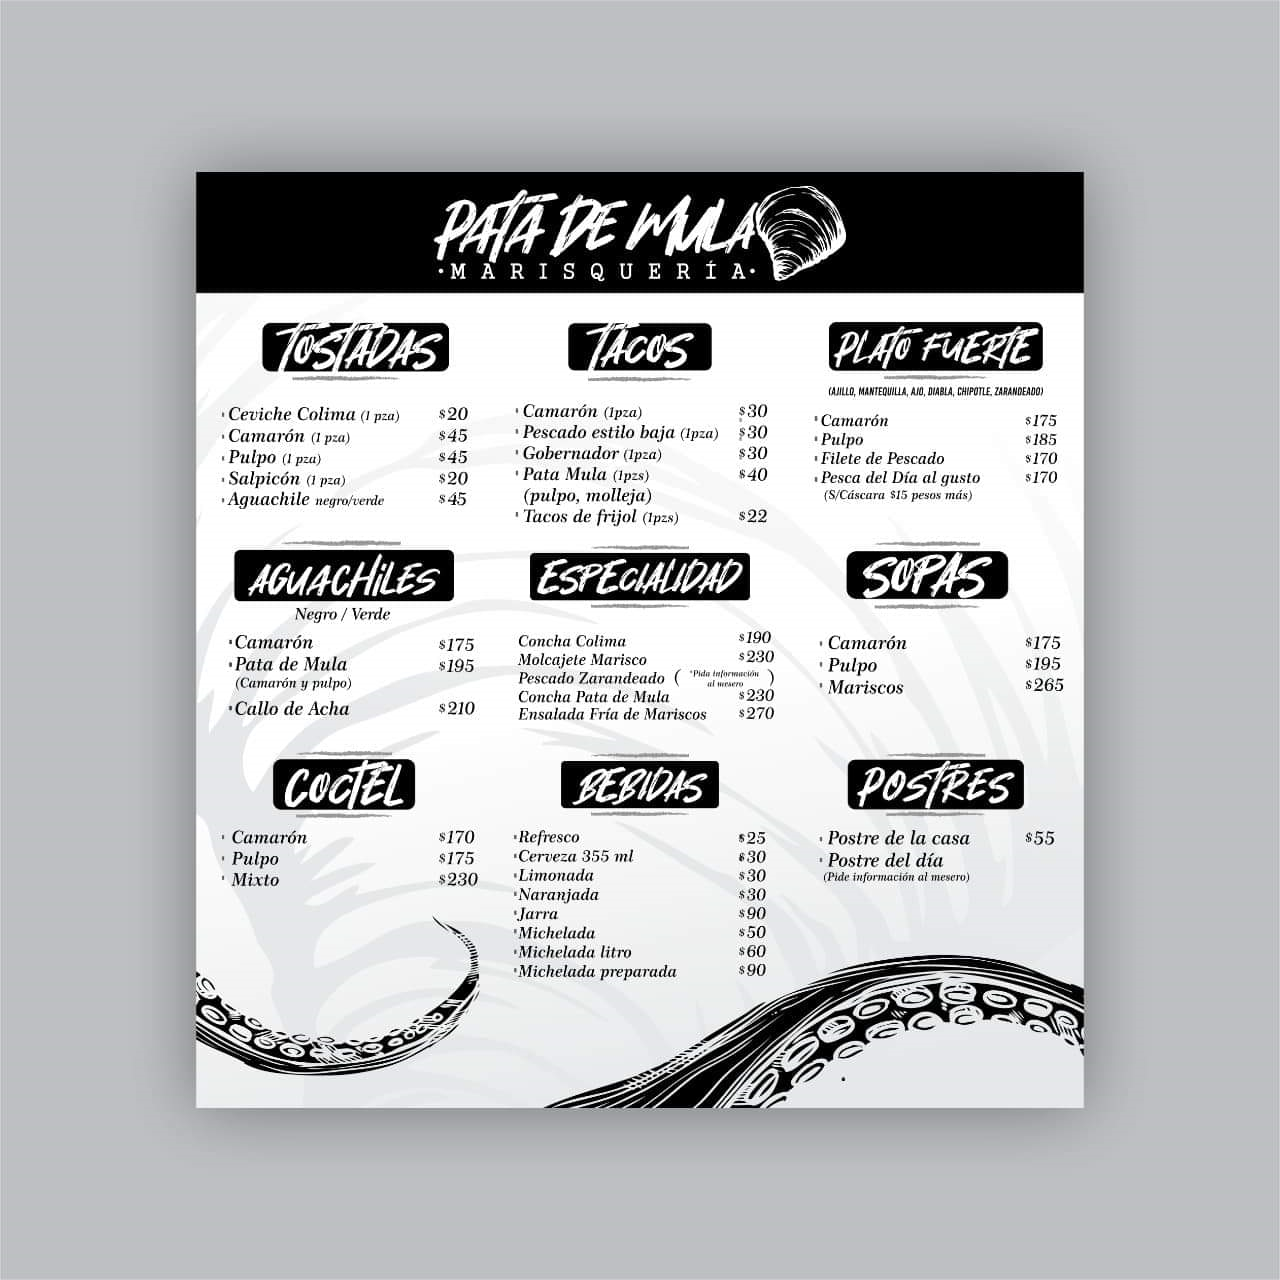 PATA DE MULA
·MARISQUERÍA·
TOSTADAS
Ceviche Colima (1 pza) $20
Camarón (1 pza) $45
Pulpo (1 pza) $45
Salpicón (1 pza) $20
Aguachile negro/verde $45
TACOS
Camarón (1pza) $30
Pescado estilo baja (1pza) $30
Gobernador (1pza) $30
Pata Mula (1pzs) $40
(pulpo, molleja)
Tacos de frijol (1pzs) $22
PLATO FUERTE
(AJILLO, MANTEQUILLA, AJO, DIABLA, CHIPOTLE, ZARANDEADO)
Camarón $175
Pulpo $185
Filete de Pescado $170
Pesca del Día al gusto $170
(S/Cáscara $15 pesos más)
AGUACHILES
Negro / Verde
Camarón $175
Pata de Mula $195
(Camarón y pulpo)
Callo de Acha $210
ESPECIALIDAD
Concha Colima $190
Molcajete Marisco $230
Pescado Zarandeado (*Pida información
al mesero)
Concha Pata de Mula $230
Ensalada Fría de Mariscos $270
SOPAS
Camarón $175
Pulpo $195
Mariscos $265
COCTEL
Camarón $170
Pulpo $175
Mixto $230
BEBIDAS
Refresco $25
Cerveza 355 ml $30
Limonada $30
Naranjada $30
Jarra $90
Michelada $50
Michelada litro $60
Michelada preparada $90
POSTRES
Postre de la casa $55
Postre del día
(Pide información al mesero)